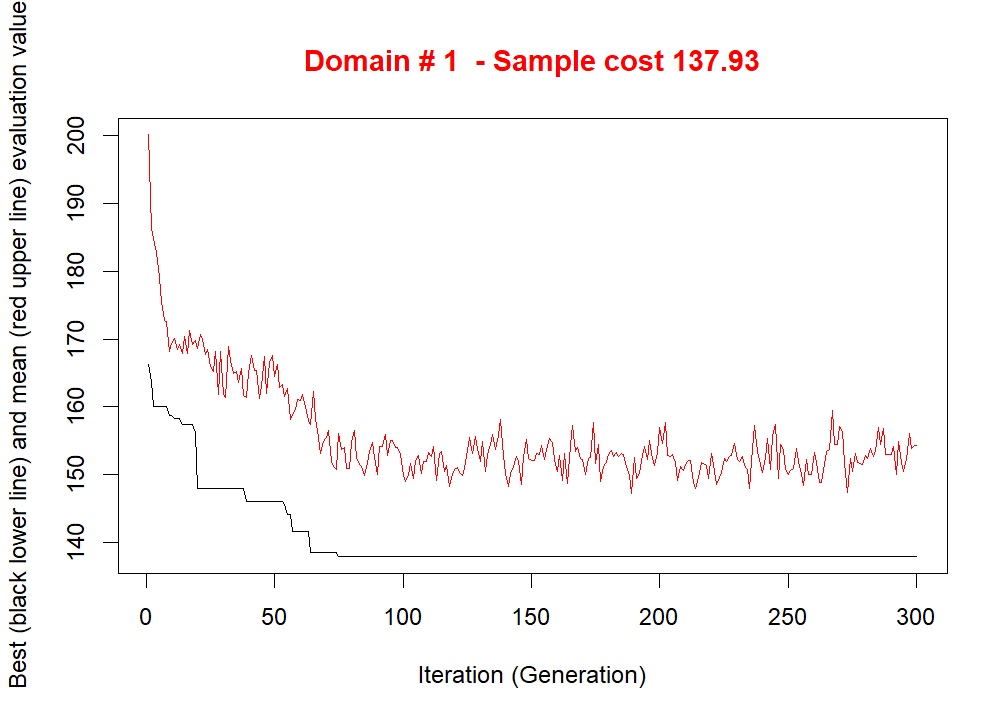 Domain # 1  - Sample cost 137.93
Best (black lower line) and mean (red upper line) evaluation value
200
190
180
170
160
150
140
0 50 100 150 200 250 300
Iteration (Generation)